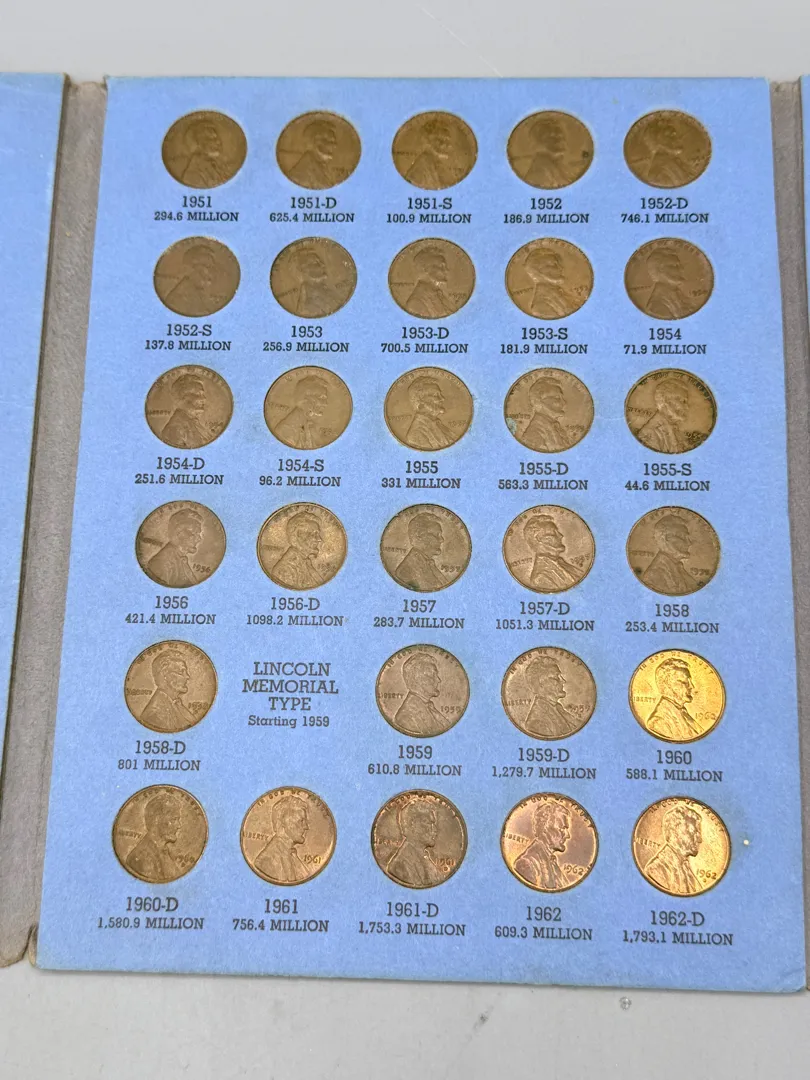 1951 1951-D 1951-S 1952 1952-D
294.6 MILLION 625.4 MILLION 100.9 MILLION 186.9 MILLION 746.1 MILLION
1952-S 1953 1953-D 1953-S 1954
137.8 MILLION 256.9 MILLION 700.5 MILLION 181.9 MILLION 71.9 MILLION
1954-D 1954-S 1955 1955-D 1955-S
251.6 MILLION 96.2 MILLION 331 MILLION 563.3 MILLION 44.6 MILLION
1956 1956-D 1957 1957-D 1958
421.4 MILLION 1098.2 MILLION 283.7 MILLION 1051.3 MILLION 253.4 MILLION
LINCOLN
MEMORIAL
TYPE
Starting 1959
1958-D 1959 1959-D 1960
801 MILLION 610.8 MILLION 1,279.7 MILLION 588.1 MILLION
LIBERTY 1961 LIBERTY 1962 LIBERTY 1962
1960-D 1961 1961-D 1962 1962-D
1,580.9 MILLION 756.4 MILLION 1,753.3 MILLION 609.3 MILLION 1,793.1 MILLION